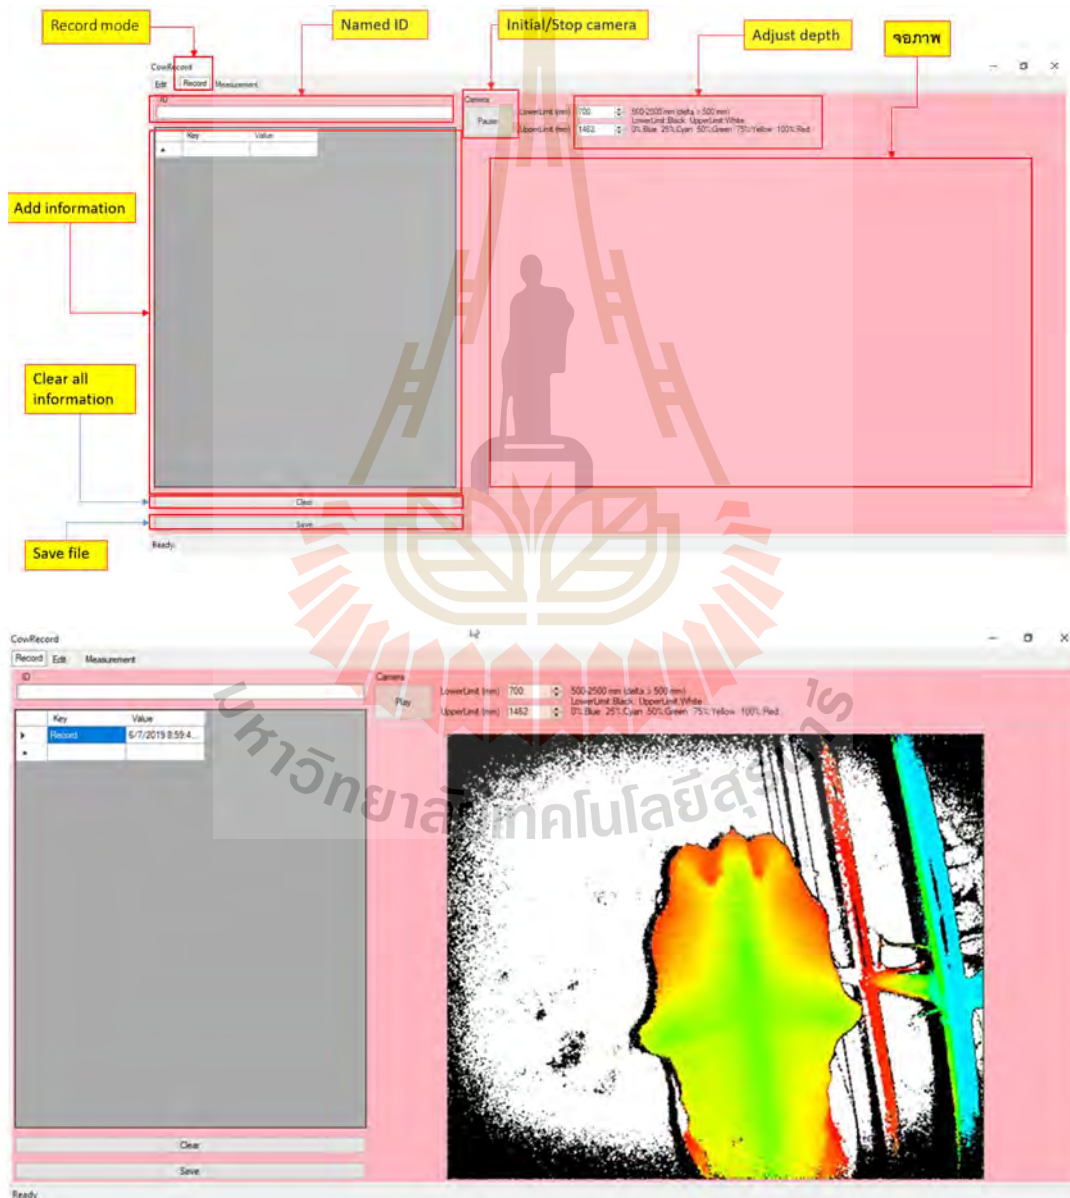 Record mode
Named ID
Initial/Stop camera
Adjust depth
จอภาพ
CowRecord
Edit Record Measurement
ID
Camera
Pause
LowerLimit (mm) 700 500-2500 mm (delta > 500 mm)
LowerLimit:Black, UpperLimit:White
UpperLimit (mm) 1462 0%:Blue 25%:Cyan 50%:Green 75%:Yellow 100%:Red
Key Value
Add information
Clear all
information
Clear
Save
Save file
Ready
CowRecord
Record Edit Measurement
ID
Camera
Play
LowerLimit (mm) 700 500-2500 mm (delta > 500 mm)
LowerLimit:Black, UpperLimit:White
UpperLimit (mm) 1462 0%:Blue 25%:Cyan 50%:Green 75%:Yellow 100%:Red
Key Value
Record 6/7/2019 8:59:4...
มหาวิทยาลัยเทคโนโลยีสุรนารี
Clear
Save
Ready